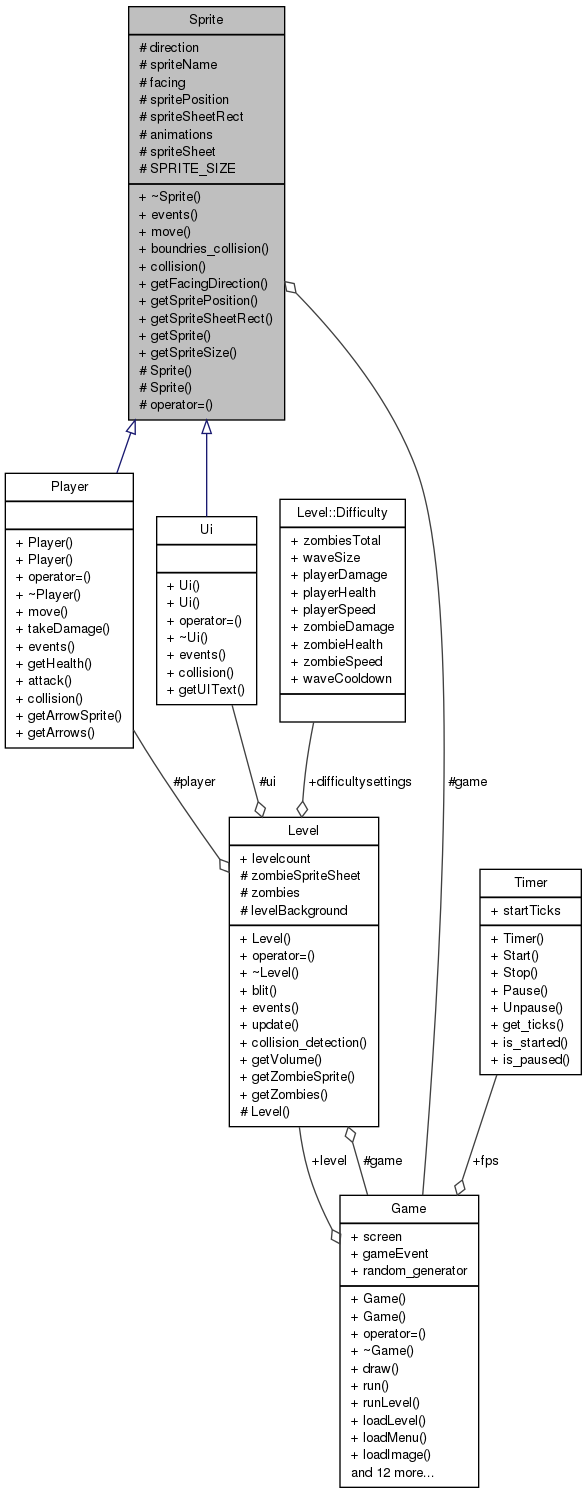 Sprite
# direction
# spriteName
# facing
# spritePosition
# spriteSheetRect
# animations
# spriteSheet
# SPRITE_SIZE
+ ~Sprite()
+ events()
+ move()
+ boundries_collision()
+ collision()
+ getFacingDirection()
+ getSpritePosition()
+ getSpriteSheetRect()
+ getSprite()
+ getSpriteSize()
# Sprite()
# Sprite()
# operator=()
Player
+ Player()
+ Player()
+ operator=()
+ ~Player()
+ move()
+ takeDamage()
+ events()
+ getHealth()
+ attack()
+ collision()
+ getArrowSprite()
+ getArrows()
Ui
+ Ui()
+ Ui()
+ operator=()
+ ~Ui()
+ events()
+ collision()
+ getUIText()
Level::Difficulty
+ zombiesTotal
+ waveSize
+ playerDamage
+ playerHealth
+ playerSpeed
+ zombieDamage
+ zombieHealth
+ zombieSpeed
+ waveCooldown
#player
#ui
+difficultysettings
#game
Level
+ levelcount
# zombieSpriteSheet
# zombies
# levelBackground
+ Level()
+ operator=()
+ ~Level()
+ blit()
+ events()
+ update()
+ collision_detection()
+ getVolume()
+ getZombieSprite()
+ getZombies()
# Level()
Timer
+ startTicks
+ Timer()
+ Start()
+ Stop()
+ Pause()
+ Unpause()
+ get_ticks()
+ is_started()
+ is_paused()
+level
#game
+fps
Game
+ screen
+ gameEvent
+ random_generator
+ Game()
+ Game()
+ operator=()
+ ~Game()
+ draw()
+ run()
+ runLevel()
+ loadLevel()
+ loadMenu()
+ loadImage()
and 12 more...